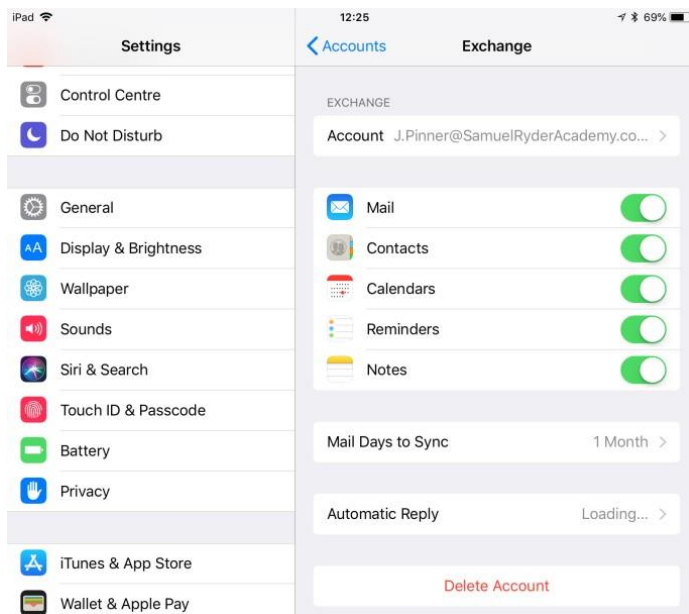 iPad
12:25
69%
Settings
Accounts
Exchange
Control Centre
Do Not Disturb
General
AA
Display & Brightness
Wallpaper
Sounds
Siri & Search
Touch ID & Passcode
Battery
Privacy
iTunes & App Store
Wallet & Apple Pay
EXCHANGE
Account J.Pinner@SamuelRyderAcademy.co...
Mail
Contacts
Calendars
Reminders
Notes
Mail Days to Sync 1 Month
Automatic Reply Loading...
Delete Account